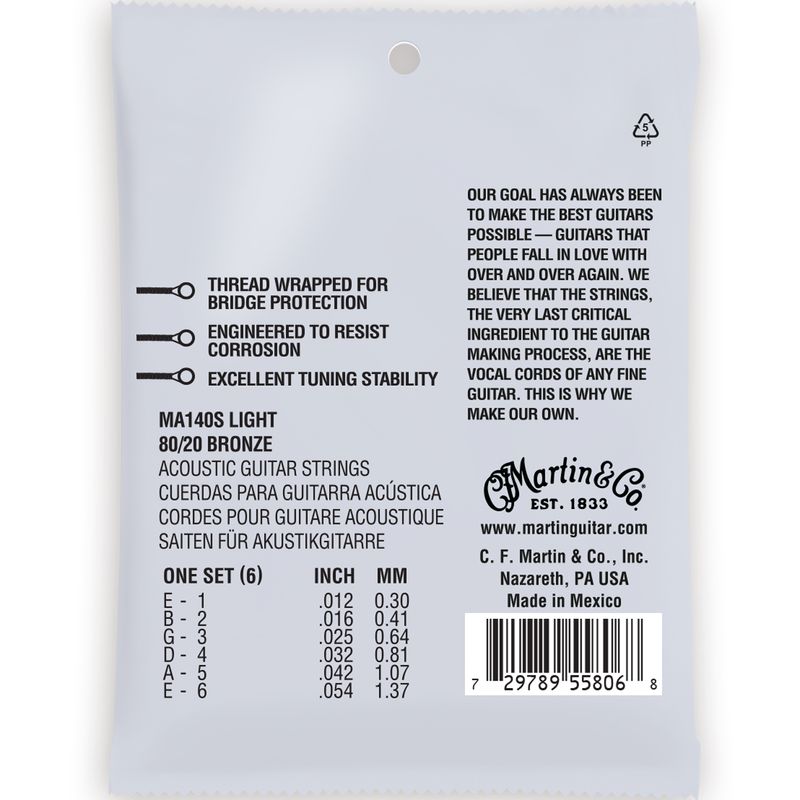 5
PP
OUR GOAL HAS ALWAYS BEEN
TO MAKE THE BEST GUITARS
POSSIBLE — GUITARS THAT
PEOPLE FALL IN LOVE WITH
OVER AND OVER AGAIN. WE
BELIEVE THAT THE STRINGS,
THE VERY LAST CRITICAL
INGREDIENT TO THE GUITAR
MAKING PROCESS, ARE THE
VOCAL CORDS OF ANY FINE
GUITAR. THIS IS WHY WE
MAKE OUR OWN.
THREAD WRAPPED FOR
BRIDGE PROTECTION
ENGINEERED TO RESIST
CORROSION
EXCELLENT TUNING STABILITY
MA140S LIGHT
80/20 BRONZE
ACOUSTIC GUITAR STRINGS
CUERDAS PARA GUITARRA ACÚSTICA
CORDES POUR GUITARE ACOUSTIQUE
SAITEN FÜR AKUSTIKGITARRE
ONE SET (6) INCH MM
E - 1 .012 0.30
B - 2 .016 0.41
G - 3 .025 0.64
D - 4 .032 0.81
A - 5 .042 1.07
E - 6 .054 1.37
CF Martin & Co.®
EST. 1833
www.martinguitar.com
C. F. Martin & Co., Inc.
Nazareth, PA USA
Made in Mexico
7 29789 55806 8